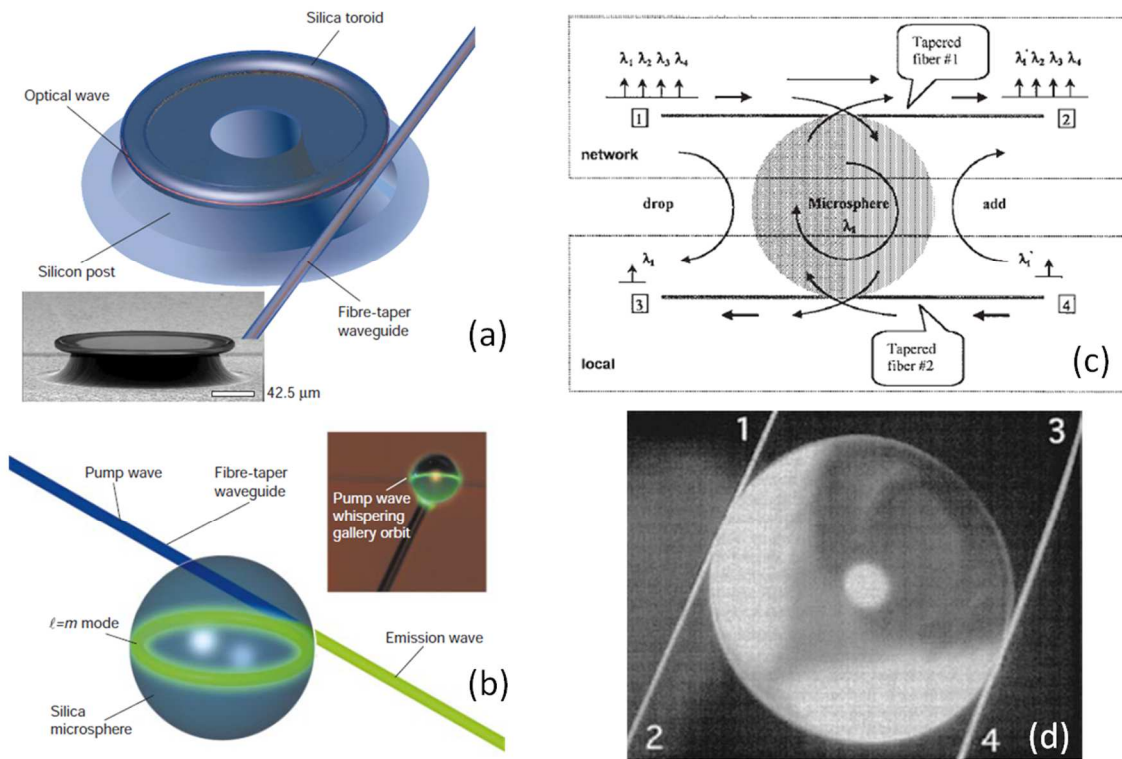 Silica toroid
Optical wave
Silicon post
Fibre-taper
waveguide
(a)
42.5 µm
Pump wave
Fibre-taper
waveguide
Pump wave
whispering
gallery orbit
ℓ=m mode
Emission wave
Silica
microsphere
(b)
Tapered
fiber #1
λ₁ λ₂ λ₃ λ₄
λ₁' λ₂ λ₃ λ₄
1
2
network
drop
Microsphere
λ₁
add
λ₁
λ₁'
3
4
Tapered
fiber #2
local
(c)
1
3
2
4
(d)